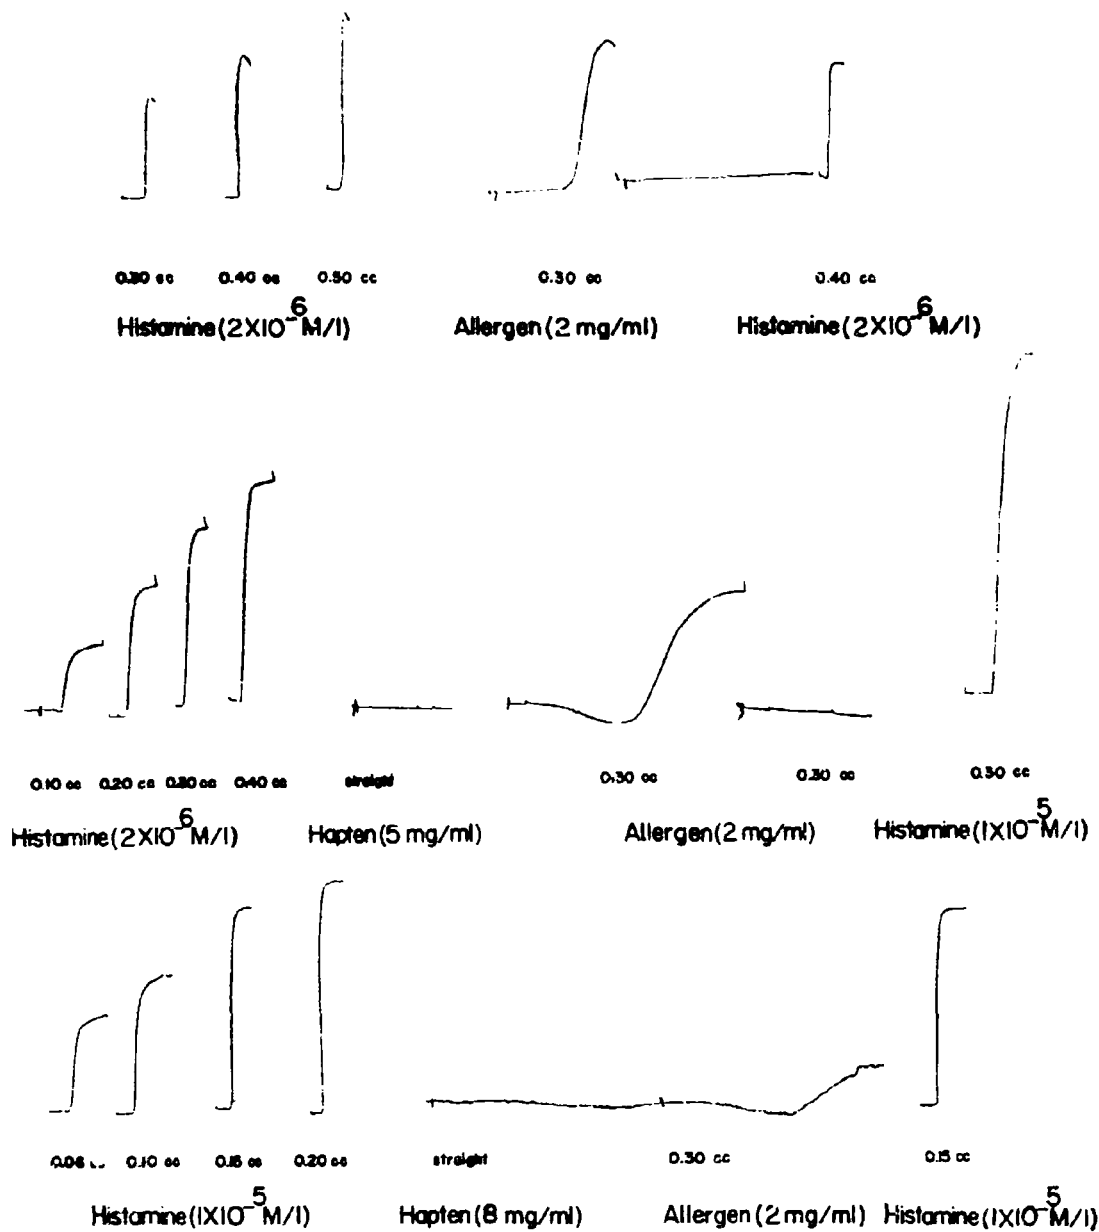 0.30 cc 0.40 cc 0.50 cc 0.30 cc 0.40 cc
Histamine (2X10⁻⁶M/l) Allergen (2 mg/ml) Histamine (2X10⁻⁶M/l)
0.10 cc 0.20 cc 0.30 cc 0.40 cc straight 0.30 cc 0.30 cc 0.30 cc
Histamine (2X10⁻⁶M/l) Hapten (5 mg/ml) Allergen (2 mg/ml) Histamine (1X10⁻⁵M/l)
0.10 cc 0.15 cc 0.20 cc straight 0.30 cc 0.15 cc
Histamine (1X10⁻⁵M/l) Hapten (8 mg/ml) Allergen (2 mg/ml) Histamine (1X10⁻⁵M/l)